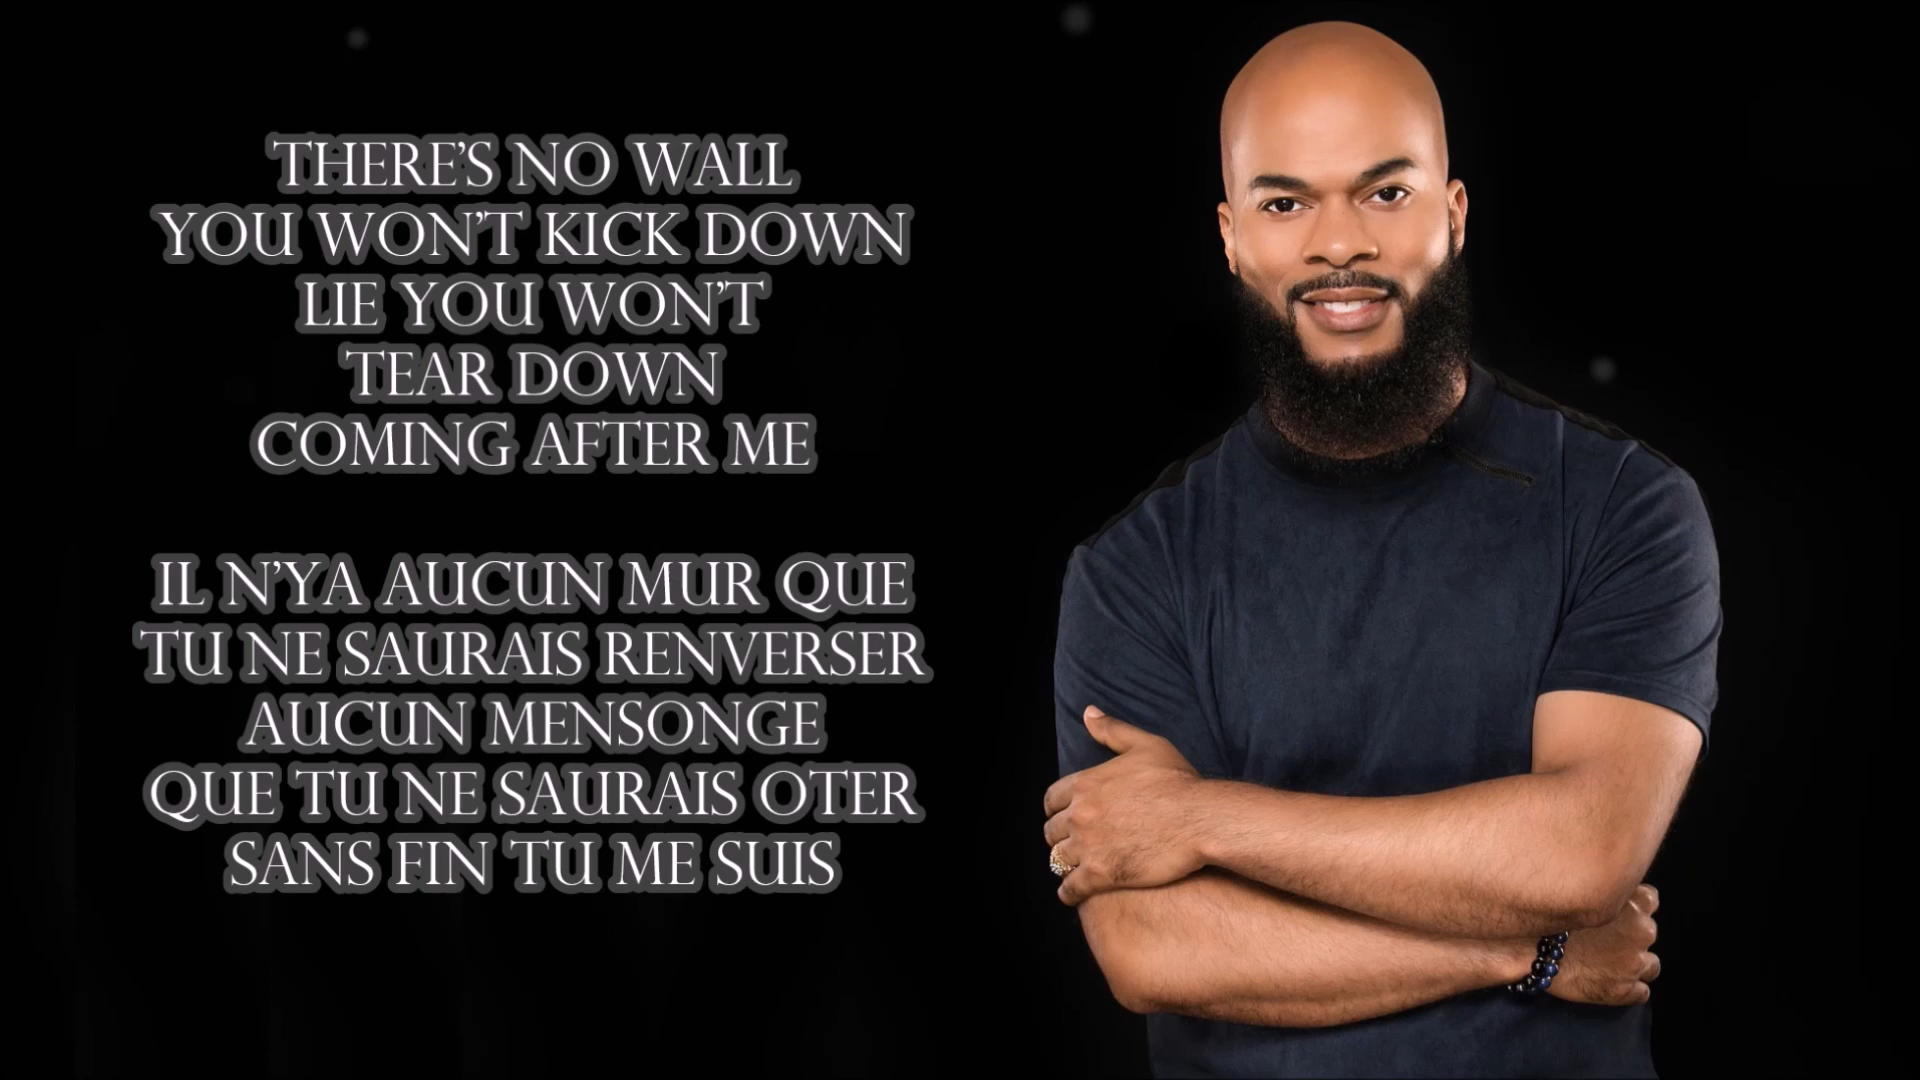 THERE'S NO WALL
YOU WON'T KICK DOWN
LIE YOU WON'T
TEAR DOWN
COMING AFTER ME
IL N'YA AUCUN MUR QUE
TU NE SAURAIS RENVERSER
AUCUN MENSONGE
QUE TU NE SAURAIS OTER
SANS FIN TU ME SUIS